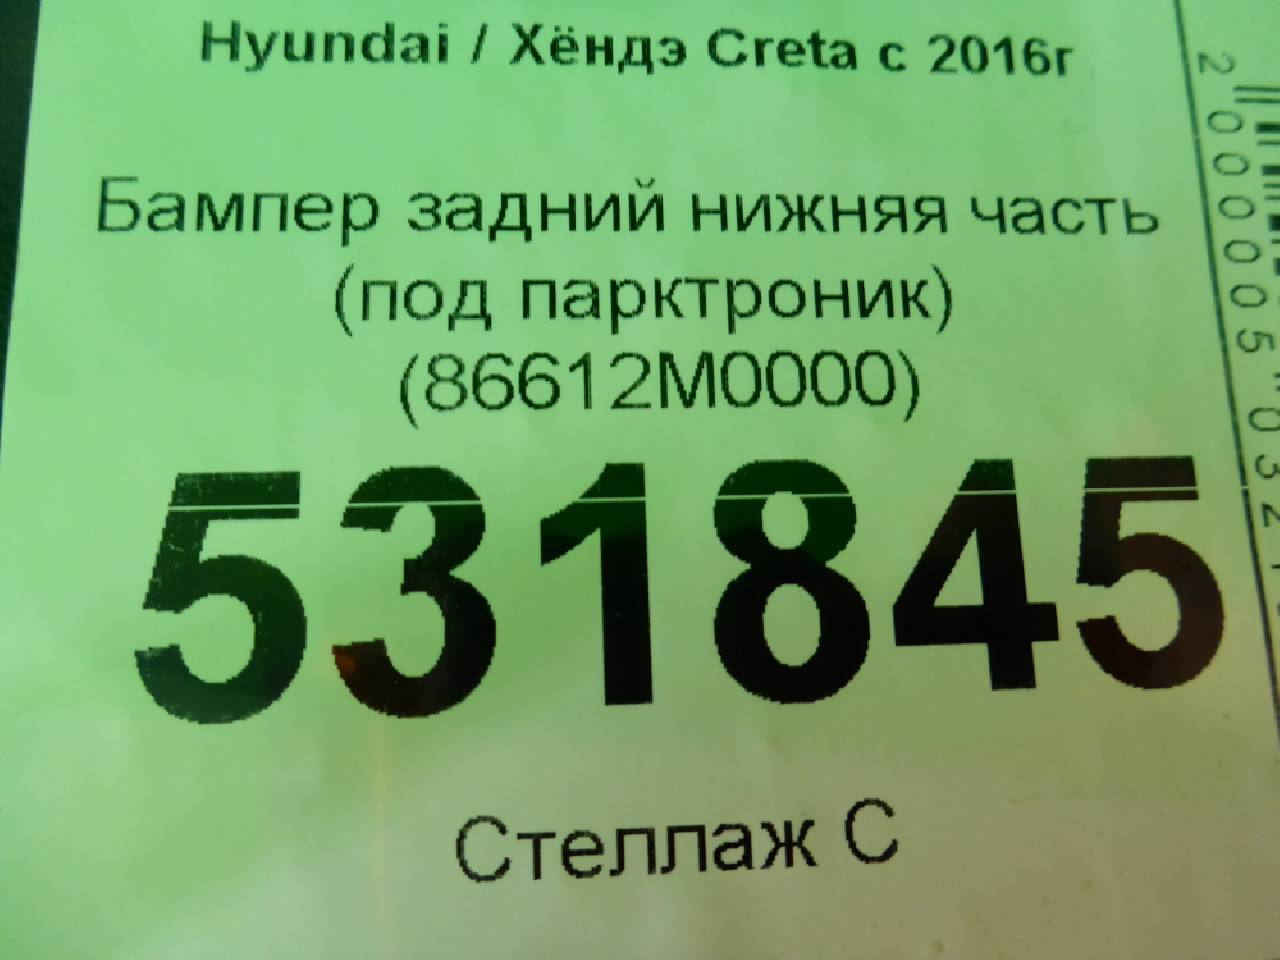 Hyundai / Хёндэ Creta с 2016г
Бампер задний нижняя часть
(под парктроник)
(86612M0000)
531845
Стеллаж С